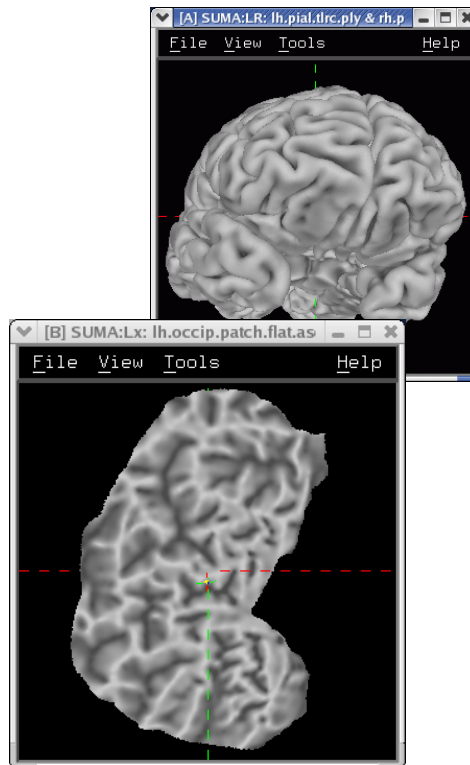 [A] SUMA:LR: lh.pial.tlrc.ply & rh.p
File View Tools Help
[B] SUMA:Lx: lh.occip.patch.flat.as
File View Tools Help